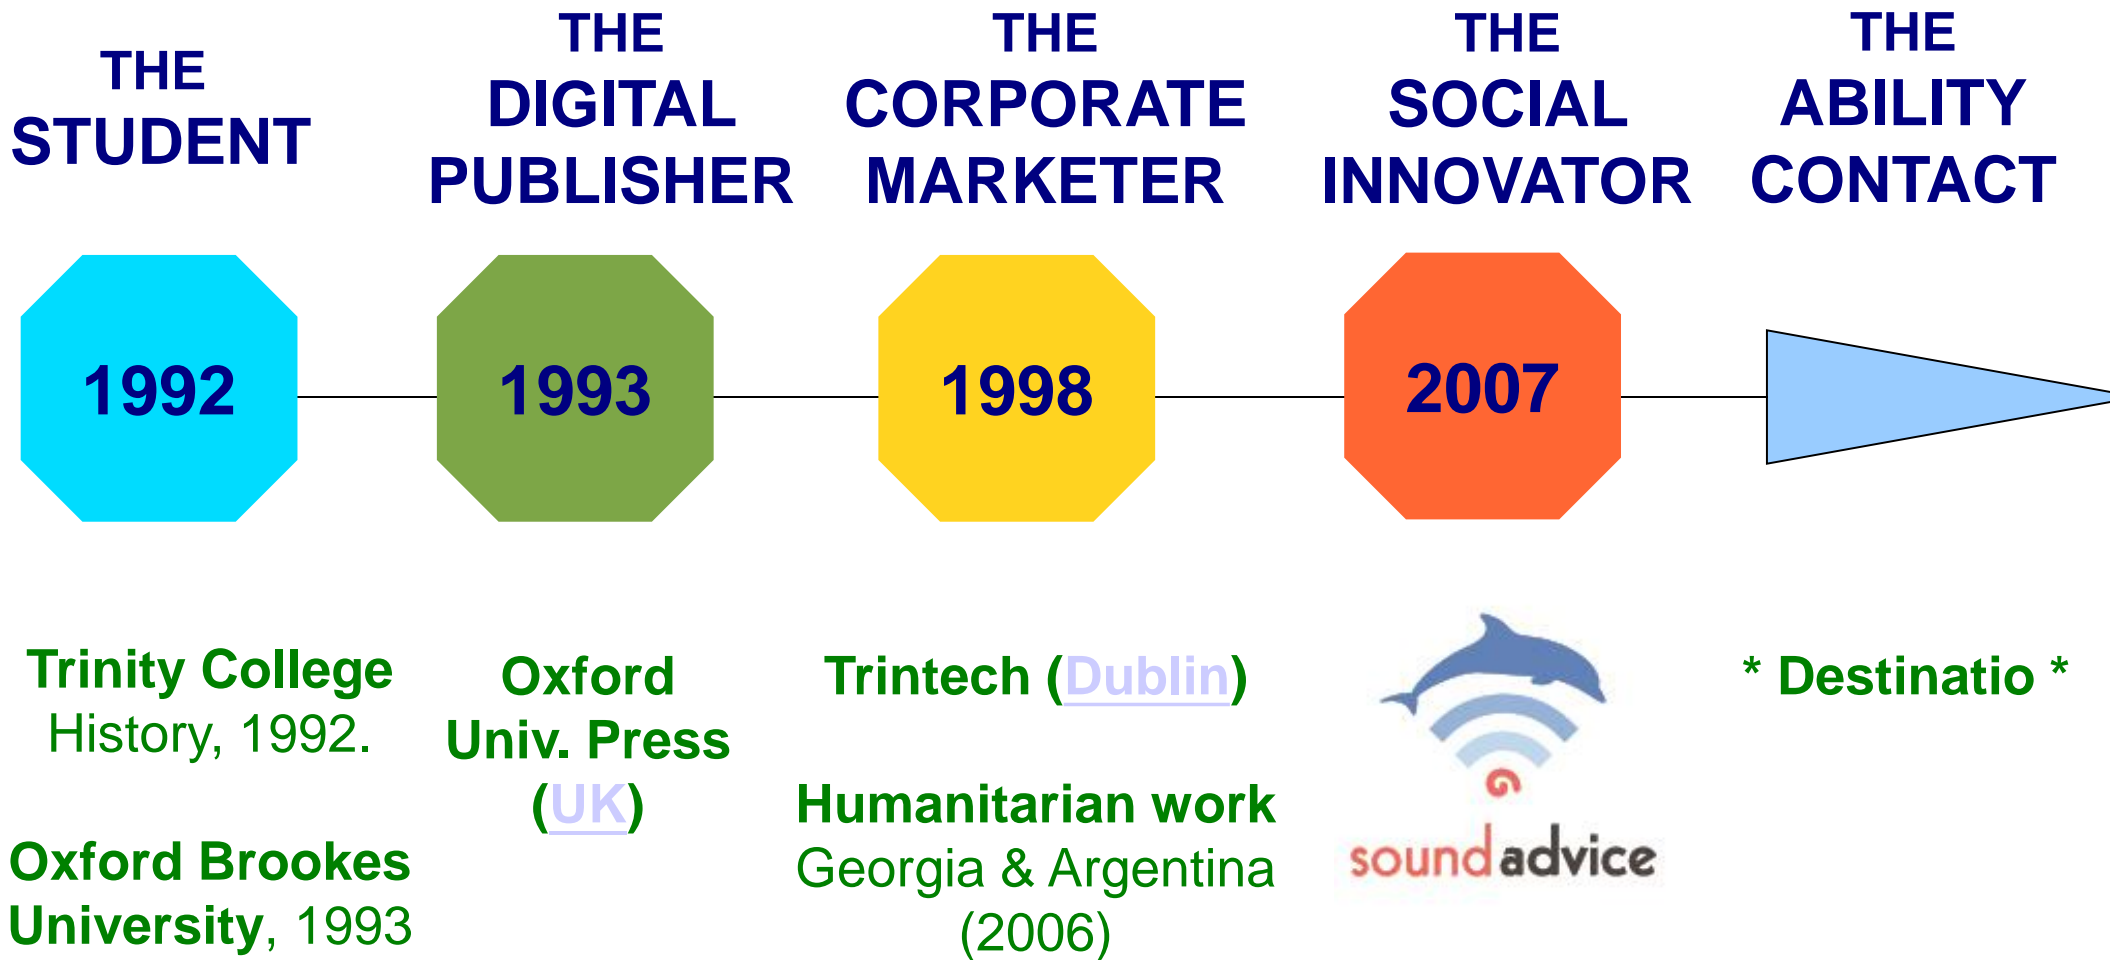 THE
STUDENT
THE
DIGITAL
PUBLISHER
THE
CORPORATE
MARKETER
THE
SOCIAL
INNOVATOR
THE
ABILITY
CONTACT
1992
1993
1998
2007
Trinity College
History, 1992.
Oxford Brookes
University, 1993
Oxford
Univ. Press
(UK)
Trintech (Dublin)
Humanitarian work
Georgia & Argentina
(2006)
sound advice
* Destinatio *